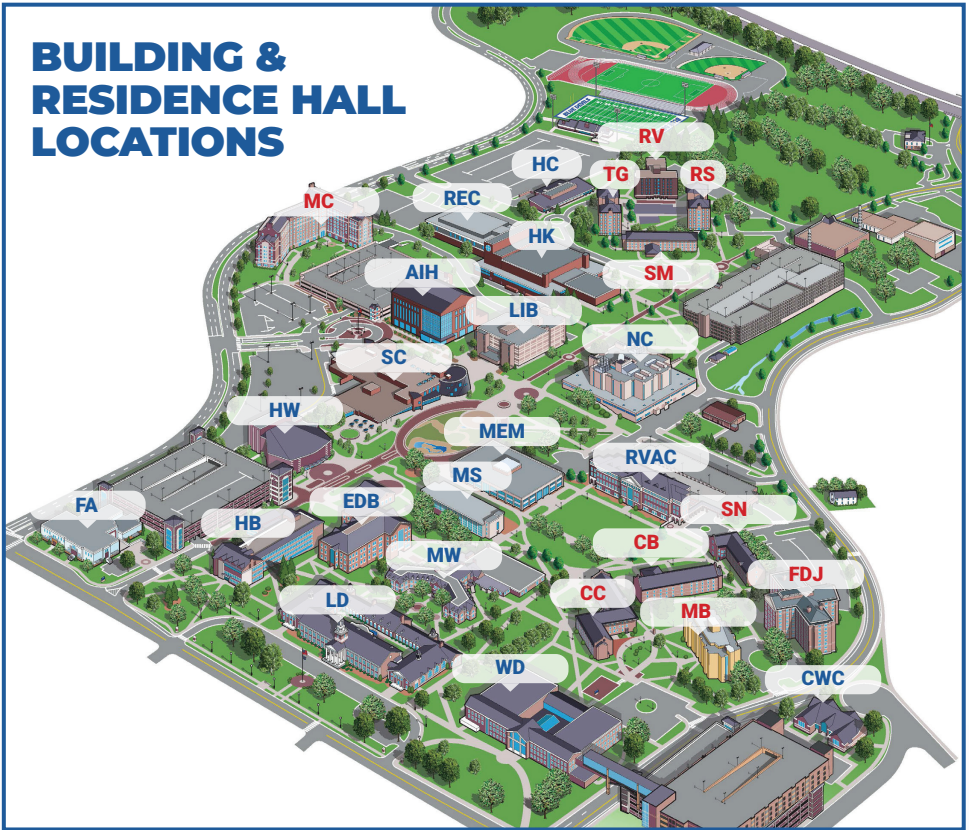 BUILDING &
RESIDENCE HALL
LOCATIONS
RV
HC
TG
RS
MC
REC
HK
AIH
SM
LIB
NC
SC
HW
MEM
RVAC
MS
FA
EDB
SN
HB
CB
MW
FDJ
CC
LD
MB
WD
CWC